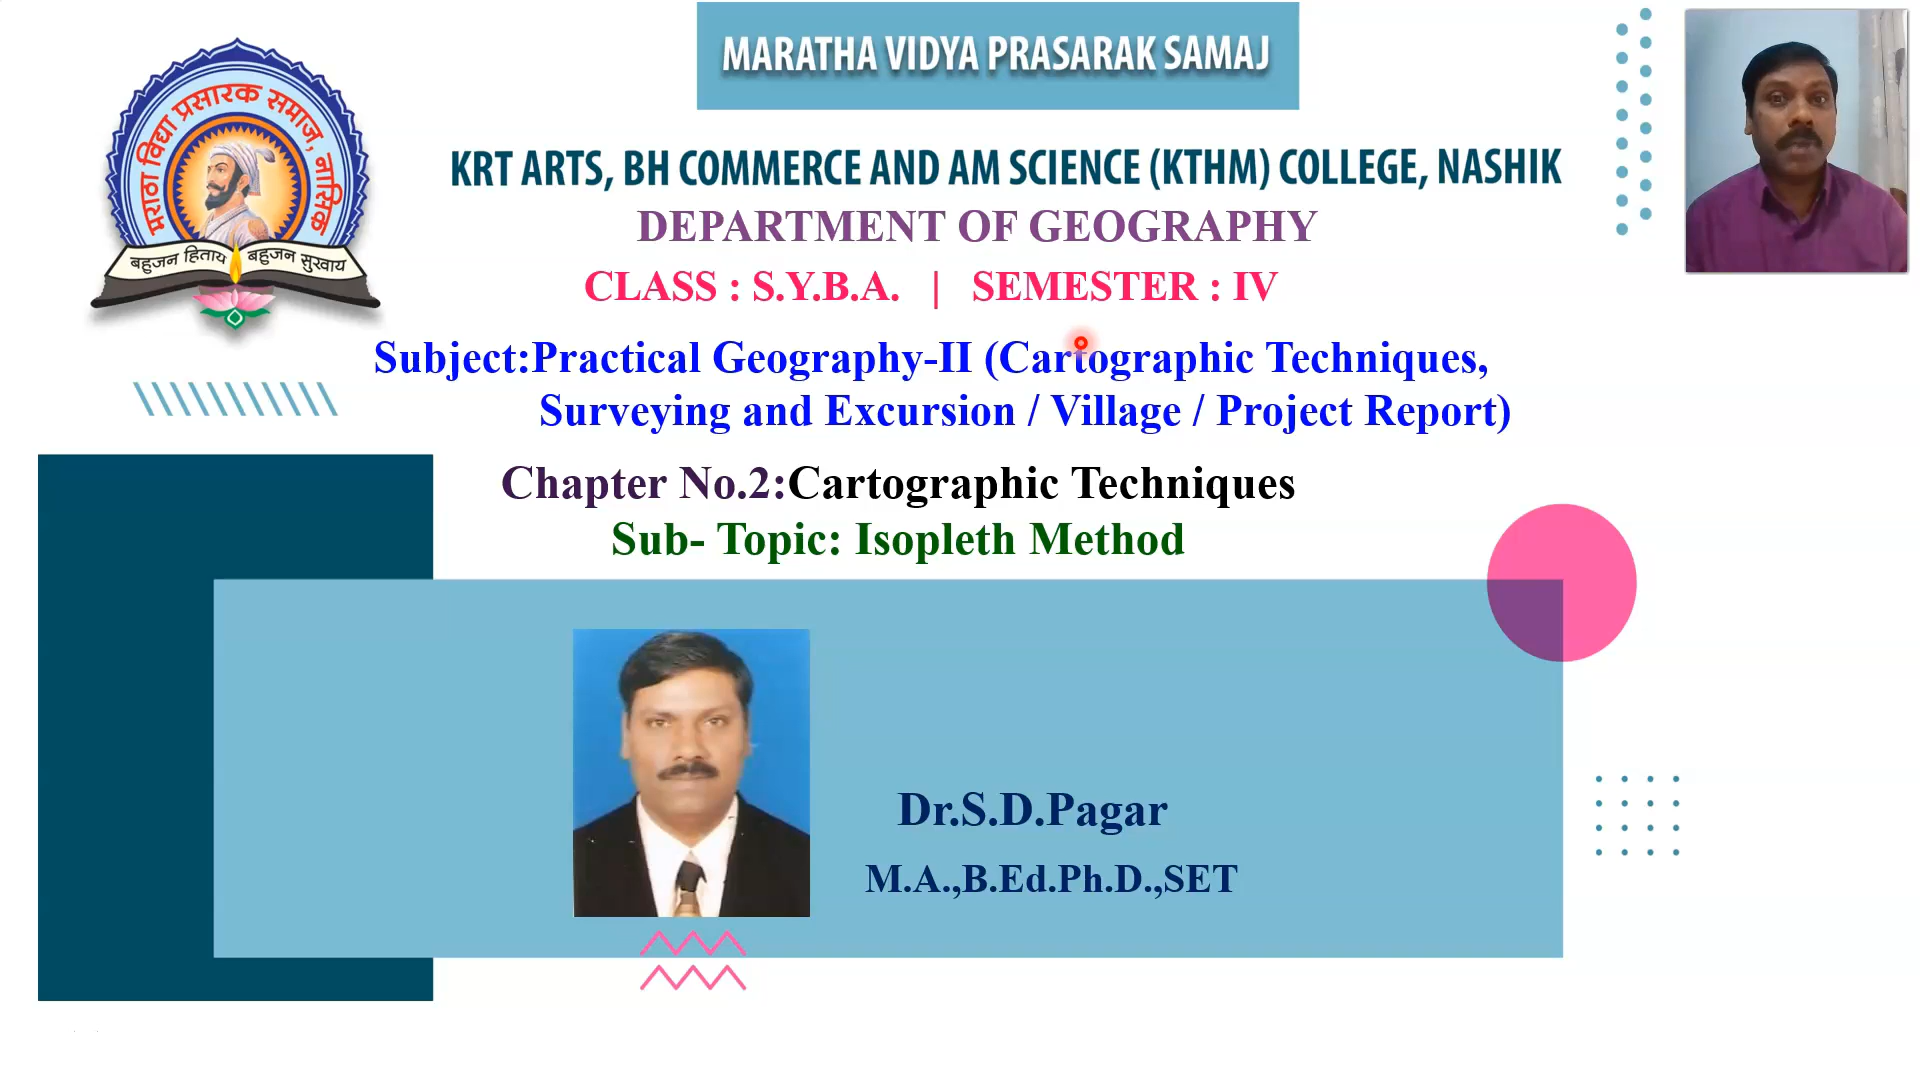 MARATHA VIDYA PRASARAK SAMAJ
मराठा विद्या प्रसारक समाज, नाशिक
बहुजन हिताय बहुजन सुखाय
KRT ARTS, BH COMMERCE AND AM SCIENCE (KTHM) COLLEGE, NASHIK
DEPARTMENT OF GEOGRAPHY
CLASS : S.Y.B.A. | SEMESTER : IV
Subject:Practical Geography-II (Cartographic Techniques,
Surveying and Excursion / Village / Project Report)
Chapter No.2:Cartographic Techniques
Sub- Topic: Isopleth Method
Dr.S.D.Pagar
M.A.,B.Ed.Ph.D.,SET